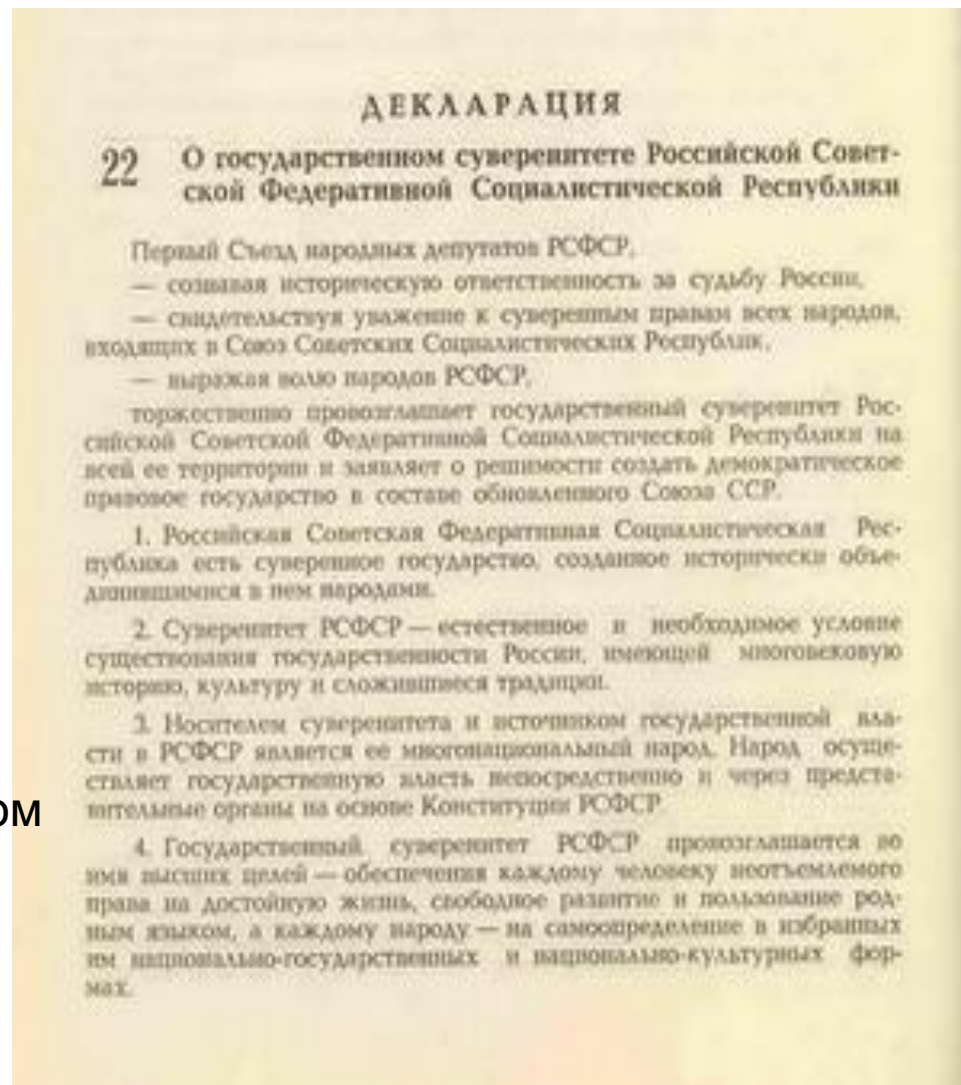 ДЕКЛАРАЦИЯ
22 О государственном суверенитете Российской Совет-
ской Федеративной Социалистической Республики
Первый Съезд народных депутатов РСФСР,
— сознавая историческую ответственность за судьбу России,
— свидетельствуя уважение к суверенным правам всех народов,
входящих в Союз Советских Социалистических Республик,
— выражая волю народов РСФСР,
торжественно провозглашает государственный суверенитет Рос-
сийской Советской Федеративной Социалистической Республики на
всей ее территории и заявляет о решимости создать демократическое
правовое государство в составе обновленного Союза ССР.
1. Российская Советская Федеративная Социалистическая Рес-
публика есть суверенное государство, созданное исторически объе-
динившимися в нем народами.
2. Суверенитет РСФСР — естественное и необходимое условие
существования государственности России, имеющей многовековую
историю, культуру и сложившиеся традиции.
3. Носителем суверенитета и источником государственной вла-
сти в РСФСР является ее многонациональный народ. Народ осуще-
ствляет государственную власть непосредственно и через предста-
вительные органы на основе Конституции РСФСР.
ом
4. Государственный суверенитет РСФСР провозглашается во
имя высших целей — обеспечения каждому человеку неотъемлемого
права на достойную жизнь, свободное развитие и пользование род-
ным языком, а каждому народу — на самоопределение в избранных
им национально-государственных и национально-культурных фор-
мах.